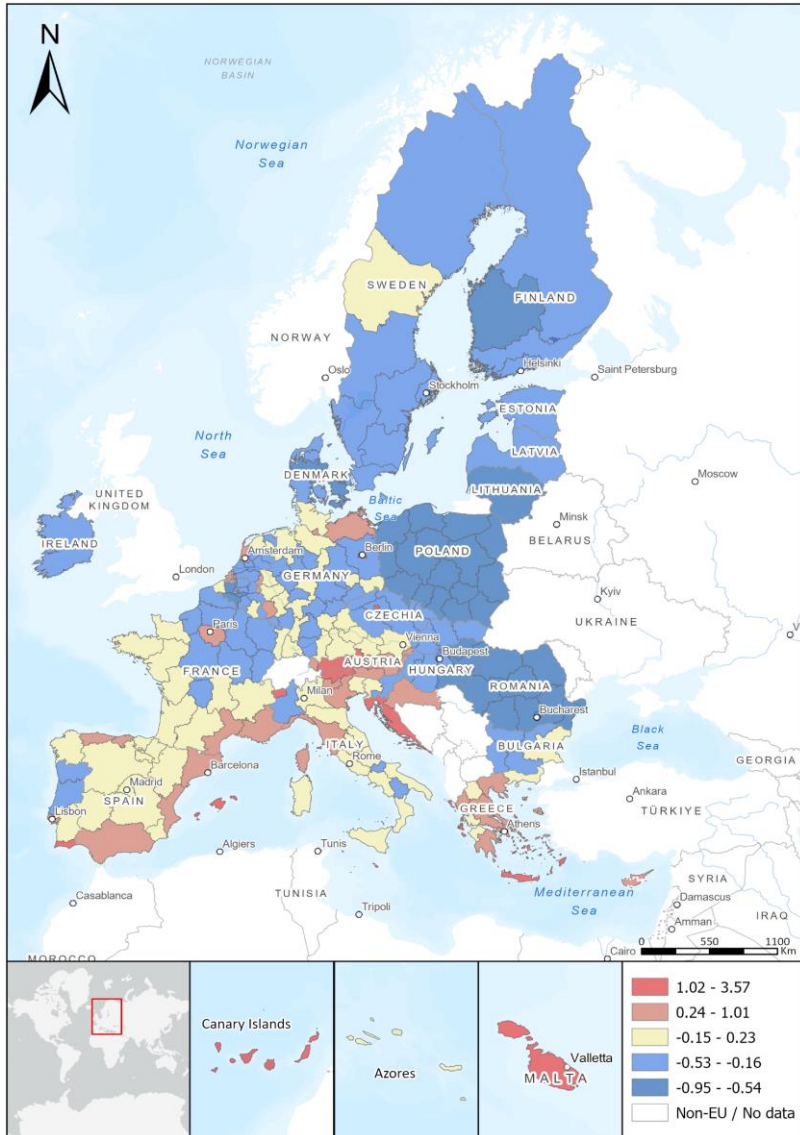 N
NORWEGIAN
BASIN
Norwegian
Sea
SWEDEN
FINLAND
NORWAY
Oslo
Helsinki
Stockholm
Saint Petersburg
ESTONIA
North
Sea
LATVIA
DENMARK
Moscow
UNITED
KINGDOM
Baltic
Sea
LITHUANIA
Minsk
IRELAND
BELARUS
Amsterdam
Berlin
POLAND
London
GERMANY
Kyiv
CZECHIA
UKRAINE
Paris
Vienna
FRANCE
AUSTRIA
Budapest
HUNGARY
Milan
ROMANIA
Bucharest
ITALY
BULGARIA
Black
Sea
Rome
Barcelona
Madrid
Istanbul
GEORGIA
SPAIN
Ankara
Lisbon
GREECE
TÜRKIYE
Athens
Algiers
Tunis
SYRIA
Mediterranean
Sea
Damascus
Casablanca
TUNISIA
IRAQ
Tripoli
Amman
MOROCCO
Cairo
0 550 1100
Km
Canary Islands
Azores
Valletta
MALTA
1.02 - 3.57
0.24 - 1.01
-0.15 - 0.23
-0.53 - -0.16
-0.95 - -0.54
Non-EU / No data